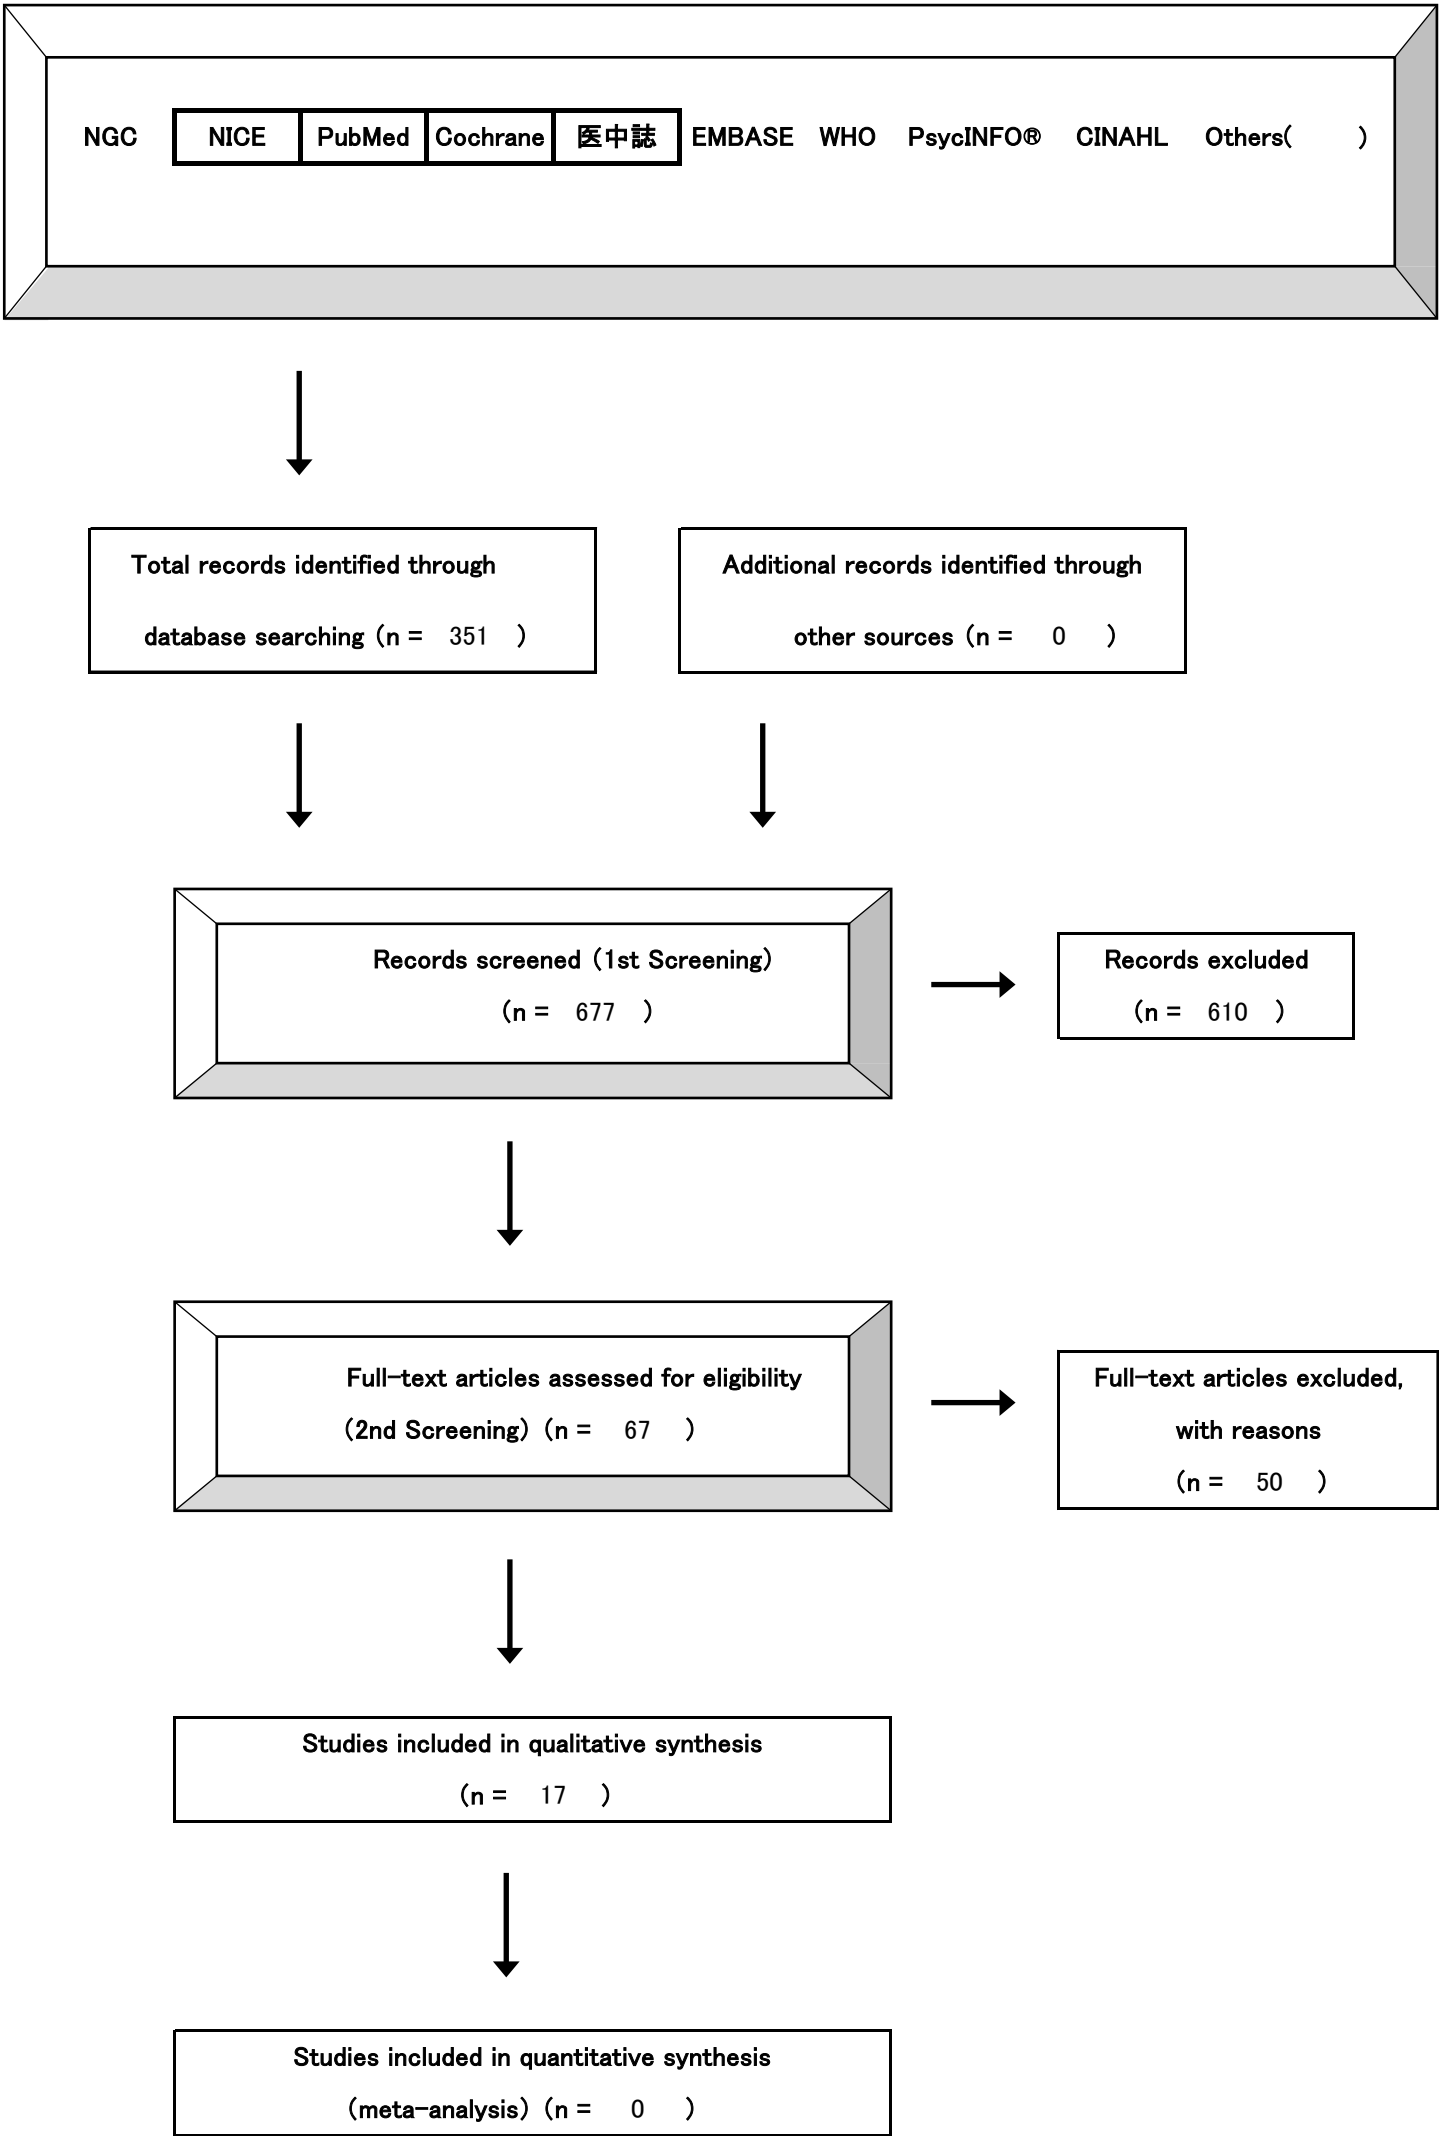 NGC NICE PubMed Cochrane 医中誌 EMBASE WHO PsycINFO® CINAHL Others( )
Total records identified through
database searching (n = 351 )
Additional records identified through
other sources (n = 0 )
Records screened (1st Screening)
(n = 677 )
Records excluded
(n = 610 )
Full-text articles assessed for eligibility
(2nd Screening) (n = 67 )
Full-text articles excluded,
with reasons
(n = 50 )
Studies included in qualitative synthesis
(n = 17 )
Studies included in quantitative synthesis
(meta-analysis) (n = 0 )